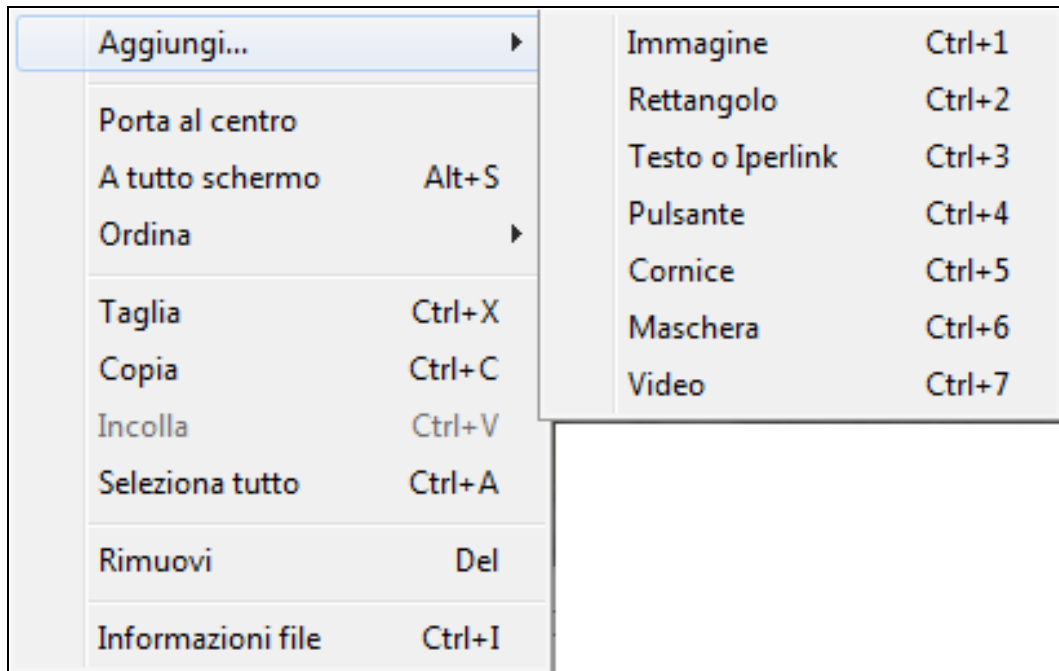 Aggiungi...
Porta al centro
A tutto schermo Alt+S
Ordina
Taglia Ctrl+X
Copia Ctrl+C
Incolla Ctrl+V
Seleziona tutto Ctrl+A
Rimuovi Del
Informazioni file Ctrl+I
Immagine Ctrl+1
Rettangolo Ctrl+2
Testo o Iperlink Ctrl+3
Pulsante Ctrl+4
Cornice Ctrl+5
Maschera Ctrl+6
Video Ctrl+7